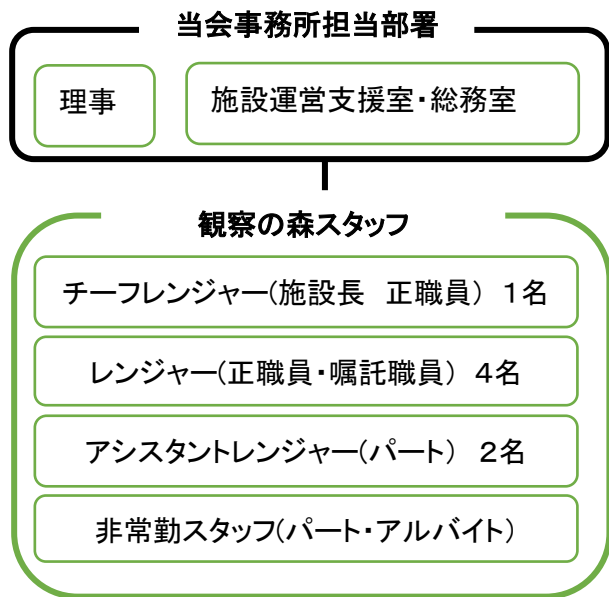 当会事務所担当部署
理事
施設運営支援室・総務室
観察の森スタッフ
チーフレンジャー(施設長　正職員)　１名
レンジャー(正職員・嘱託職員)　４名
アシスタントレンジャー(パート)　２名
非常勤スタッフ(パート・アルバイト)